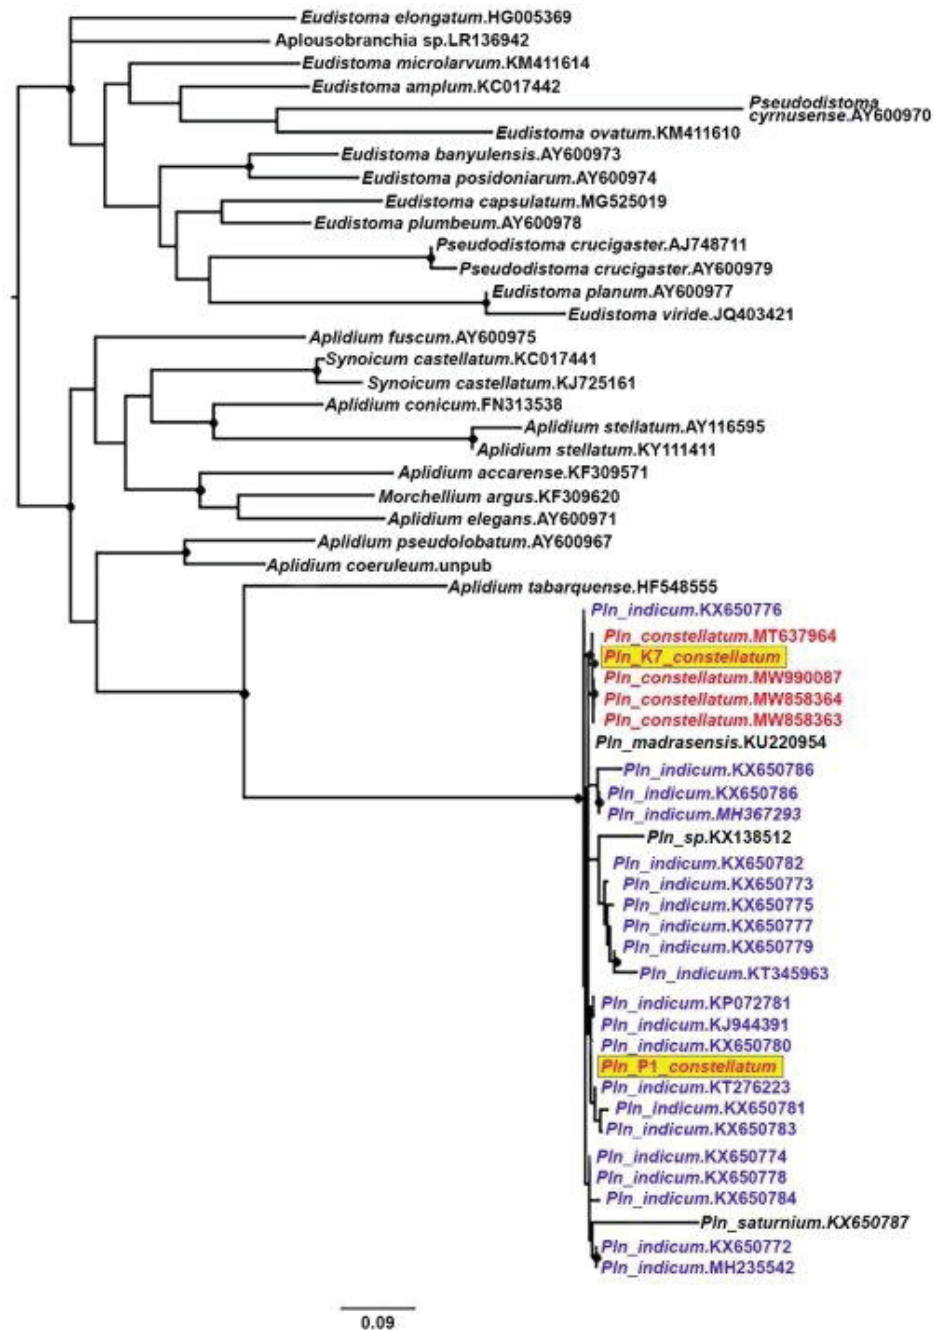 Eudistoma elongatum.HG005369
Aplousobranchia sp.LR136942
Eudistoma microlarvum.KM411614
Eudistoma amplum.KC017442
Pseudodistoma
cyrnusense.AY600970
Eudistoma ovatum.KM411610
Eudistoma banyulensis.AY600973
Eudistoma posidoniarum.AY600974
Eudistoma capsulatum.MG525019
Eudistoma plumbeum.AY600978
Pseudodistoma crucigaster.AJ748711
Pseudodistoma crucigaster.AY600979
Eudistoma planum.AY600977
Eudistoma viride.JQ403421
Aplidium fuscum.AY600975
Synoicum castellatum.KC017441
Synoicum castellatum.KJ725161
Aplidium conicum.FN313538
Aplidium stellatum.AY116595
Aplidium stellatum.KY111411
Aplidium accarense.KF309571
Morchellium argus.KF309620
Aplidium elegans.AY600971
Aplidium pseudolobatum.AY600967
Aplidium coeruleum.unpub
Aplidium tabarquense.HF548555
Pln_indicum.KX650776
Pln_constellatum.MT637964
Pln_K7_constellatum
Pln_constellatum.MW990087
Pln_constellatum.MW858364
Pln_constellatum.MW858363
Pln_madrasensis.KU220954
Pln_indicum.KX650786
Pln_indicum.KX650786
Pln_indicum.MH367293
Pln_sp.KX138512
Pln_indicum.KX650782
Pln_indicum.KX650773
Pln_indicum.KX650775
Pln_indicum.KX650777
Pln_indicum.KX650779
Pln_indicum.KT345963
Pln_indicum.KP072781
Pln_indicum.KJ944391
Pln_indicum.KX650780
Pln_P1_constellatum
Pln_indicum.KT276223
Pln_indicum.KX650781
Pln_indicum.KX650783
Pln_indicum.KX650774
Pln_indicum.KX650778
Pln_indicum.KX650784
Pln_saturnium.KX650787
Pln_indicum.KX650772
Pln_indicum.MH235542
0.09